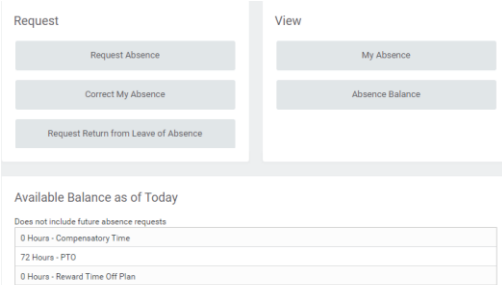 Request
Request Absence
Correct My Absence
Request Return from Leave of Absence
View
My Absence
Absence Balance
Available Balance as of Today
Does not include future absence requests
0 Hours - Compensatory Time
72 Hours - PTO
0 Hours - Reward Time Off Plan